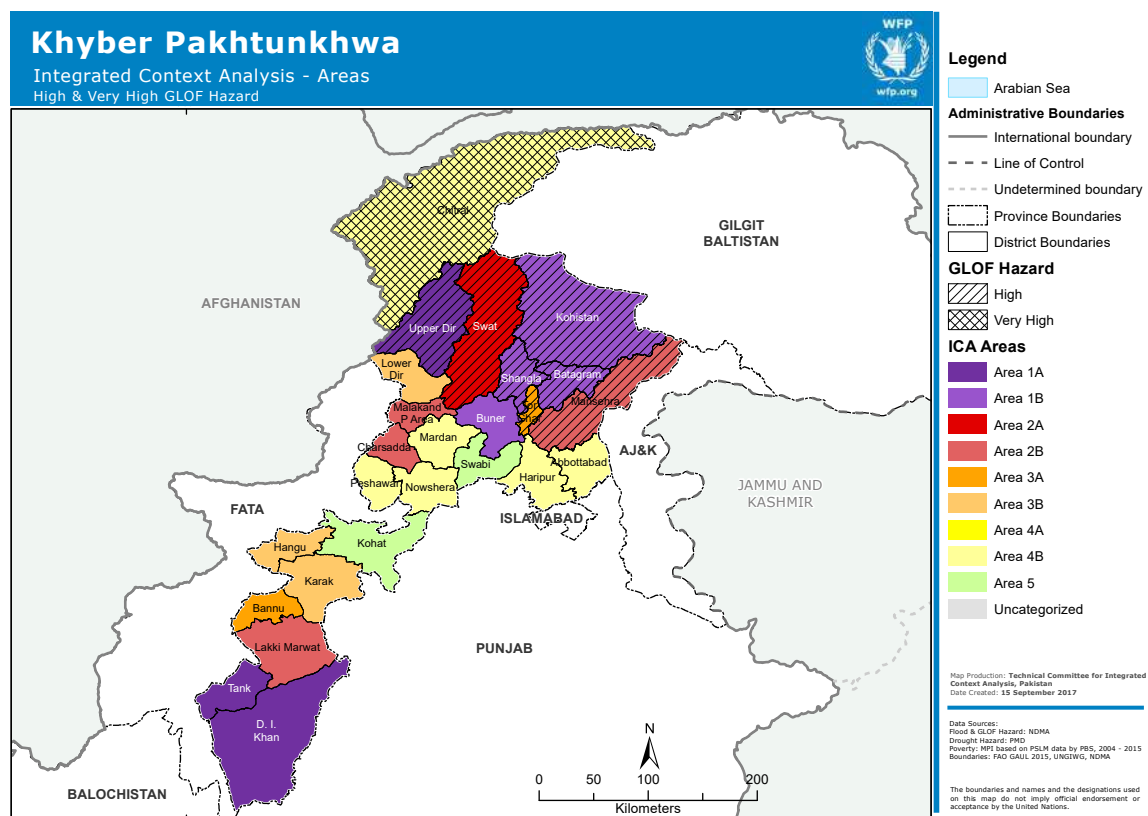 Khyber Pakhtunkhwa
Integrated Context Analysis - Areas
High & Very High GLOF Hazard
WFP
wfp.org
Chitral
GILGIT
BALTISTAN
AFGHANISTAN
Upper Dir
Swat
Kohistan
Lower
Dir
Shangla
Batagram
Mansehra
Malakand
P Area
Buner
Mardan
Charsadda
Swabi
Abbottabad
AJ&K
Haripur
Peshawar
Nowshera
JAMMU AND
KASHMIR
FATA
ISLAMABAD
Kohat
Hangu
Karak
Bannu
Lakki Marwat
PUNJAB
Tank
D. I.
Khan
BALOCHISTAN
N
0 50 100 200
Kilometers
Legend
Arabian Sea
Administrative Boundaries
International boundary
Line of Control
Undetermined boundary
Province Boundaries
District Boundaries
GLOF Hazard
High
Very High
ICA Areas
Area 1A
Area 1B
Area 2A
Area 2B
Area 3A
Area 3B
Area 4A
Area 4B
Area 5
Uncategorized
Map Production: Technical Committee for Integrated
Context Analysis, Pakistan
Date Created: 15 September 2017
Data Sources:
Flood & GLOF Hazard: NDMA
Drought Hazard: PMD
Poverty: MPI based on PSLM data by PBS, 2004 - 2015
Boundaries: FAO GAUL 2015, UNGIWG, NDMA
The boundaries and names and the designations used
on this map do not imply official endorsement or
acceptance by the United Nations.